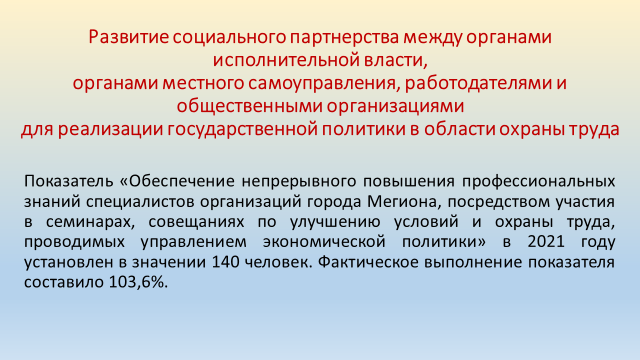 Развитие социального партнерства между органами
исполнительной власти,
органами местного самоуправления, работодателями и
общественными организациями
для реализации государственной политики в области охраны труда
Показатель «Обеспечение непрерывного повышения профессиональных
знаний специалистов организаций города Мегиона, посредством участия
в семинарах, совещаниях по улучшению условий и охраны труда,
проводимых управлением экономической политики» в 2021 году
установлен в значении 140 человек. Фактическое выполнение показателя
составило 103,6%.